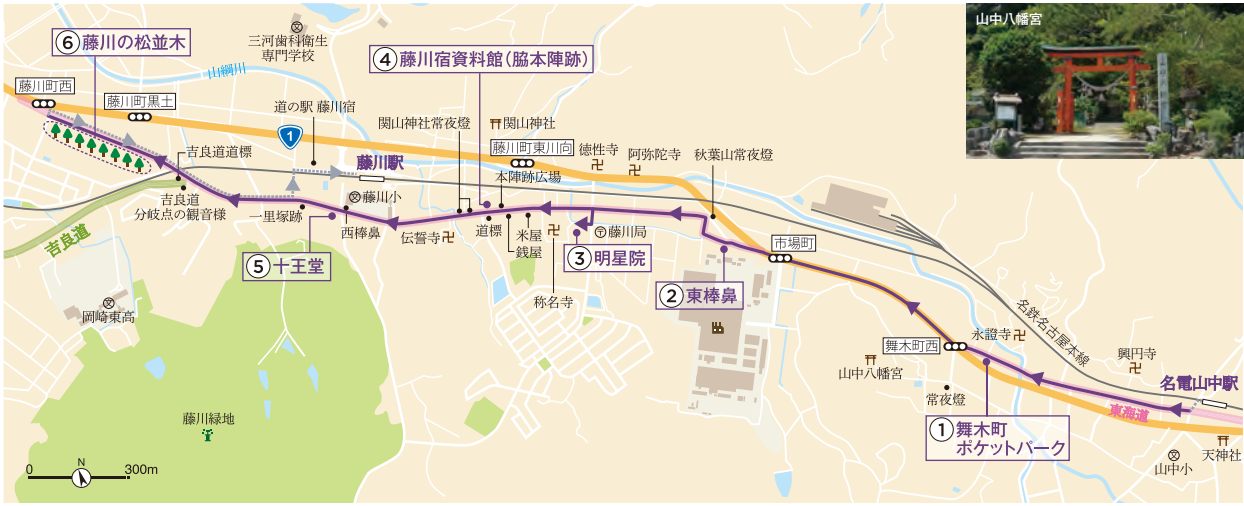 ⑥藤川の松並木
三河歯科衛生
専門学校
④藤川宿資料館(脇本陣跡)
山中八幡宮
藤川町西
山綱川
藤川町黒土
道の駅 藤川宿
1
関山神社常夜燈
関山神社
藤川町東川向
徳性寺
阿弥陀寺
秋葉山常夜燈
吉良道道標
藤川駅
本陣跡広場
藤川小
吉良道
分岐点の観音様
一里塚跡
西棒鼻
伝誓寺
道標
米屋
銭屋
藤川局
市場町
吉良道
⑤十王堂
③明星院
②東棒鼻
称名寺
岡崎東高
名鉄名古屋本線
舞木町西
永證寺
山中八幡宮
興円寺
名電山中駅
常夜燈
東海道
藤川緑地
①舞木町
ポケットパーク
天神社
山中小
0
N
300m